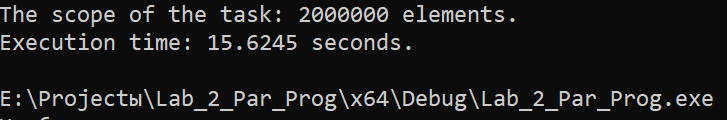 The scope of the task: 2000000 elements.
Execution time: 15.6245 seconds.
E:\Projectы\Lab_2_Par_Prog\x64\Debug\Lab_2_Par_Prog.exe